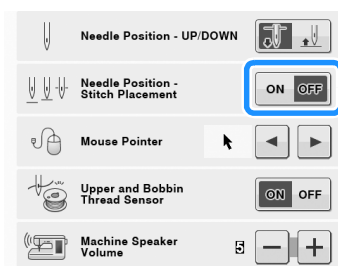 Needle Position - UP/DOWN
Needle Position -
Stitch Placement
ON OFF
Mouse Pointer
Upper and Bobbin
Thread Sensor
ON OFF
Machine Speaker
Volume
5 - +